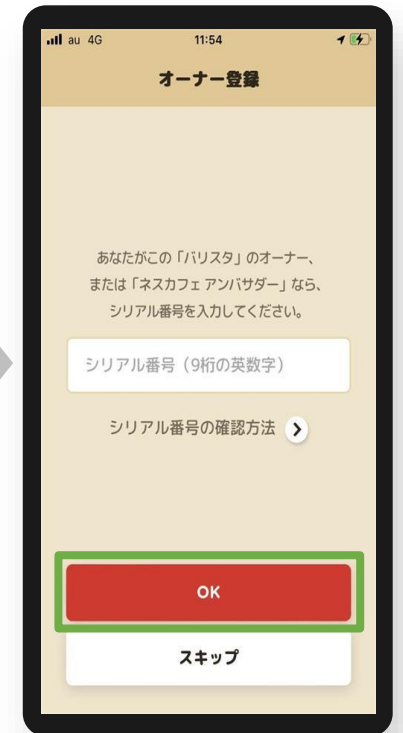 au 4G 11:54
オーナー登録
あなたがこの「バリスタ」のオーナー、
または「ネスカフェ アンバサダー」なら、
シリアル番号を入力してください。
シリアル番号（9桁の英数字）
シリアル番号の確認方法
OK
スキップ